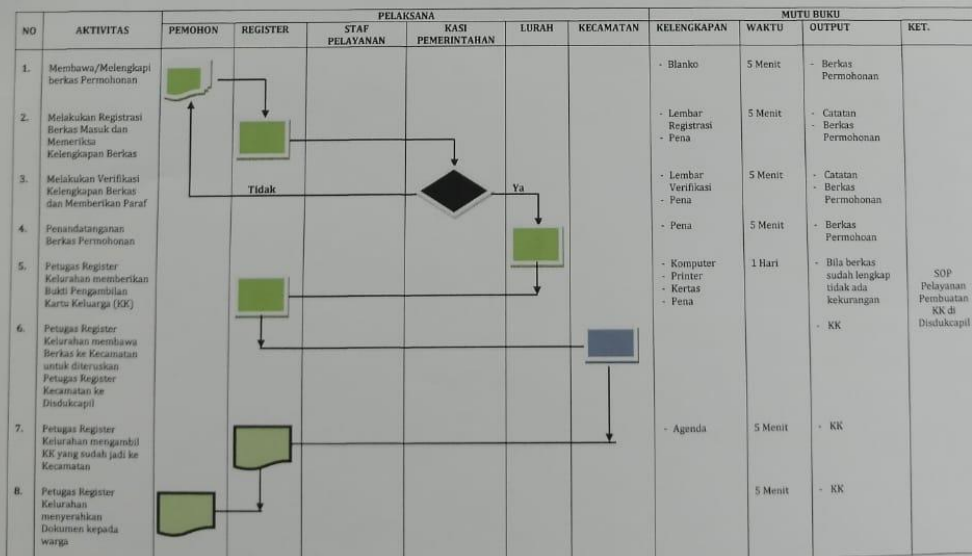 PELAKSANA
MUTU BUKU
NO
AKTIVITAS
PEMOHON
REGISTER
STAF
PELAYANAN
KASI
PEMERINTAHAN
LURAH
KECAMATAN
KELENGKAPAN
WAKTU
OUTPUT
KET.
1.
Membawa/Melengkapi
berkas Permohonan
- Blanko
5 Menit
- Berkas
Permohonan
2.
Melakukan Registrasi
Berkas Masuk dan
Memeriksa
Kelengkapan Berkas
- Lembar
Registrasi
- Pena
5 Menit
- Catatan
- Berkas
Permohonan
3.
Melakukan Verifikasi
Kelengkapan Berkas
dan Memberikan Paraf
Tidak
Ya
- Lembar
Verifikasi
- Pena
5 Menit
- Catatan
- Berkas
Permohonan
4.
Penandatanganan
Berkas Permohonan
- Pena
5 Menit
- Berkas
Permohoan
5.
Petugas Register
Kelurahan memberikan
Bukti Pengambilan
Kartu Keluarga (KK)
- Komputer
- Printer
- Kertas
- Pena
1 Hari
- Bila berkas
sudah lengkap
tidak ada
kekurangan
SOP
Pelayanan
Pembuatan
KK di
Disdukcapil
6.
Petugas Register
Kelurahan membawa
Berkas ke Kecamatan
untuk diteruskan
Petugas Register
Kecamatan ke
Disdukcapil
- KK
7.
Petugas Register
Kelurahan mengambil
KK yang sudah jadi ke
Kecamatan
- Agenda
5 Menit
- KK
8.
Petugas Register
Kelurahan
menyerahkan
Dokumen kepada
warga
5 Menit
- KK